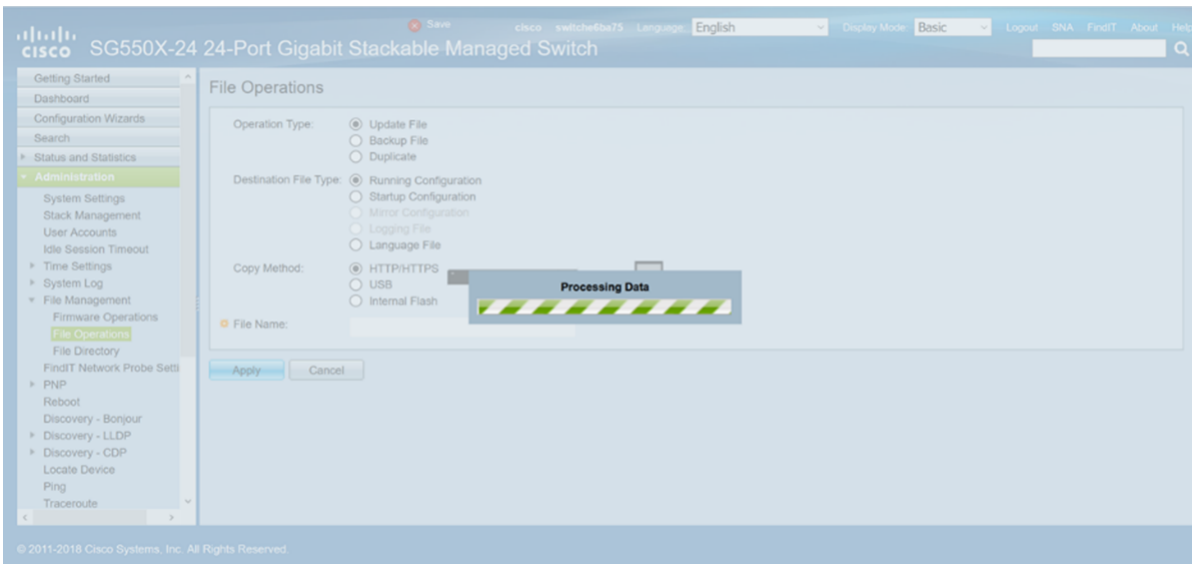 Save cisco switche6ba75 Language: English Display Mode: Basic Logout SNA FindIT About Help
CISCO SG550X-24 24-Port Gigabit Stackable Managed Switch
Getting Started
Dashboard
Configuration Wizards
Search
Status and Statistics
Administration
System Settings
Stack Management
User Accounts
Idle Session Timeout
Time Settings
System Log
File Management
Firmware Operations
File Operations
File Directory
FindIT Network Probe Setti
PNP
Reboot
Discovery - Bonjour
Discovery - LLDP
Discovery - CDP
Locate Device
Ping
Traceroute
File Operations
Operation Type: Update File
Backup File
Duplicate
Destination File Type: Running Configuration
Startup Configuration
Mirror Configuration
Logging File
Language File
Copy Method: HTTP/HTTPS
USB
Internal Flash
File Name:
Processing Data
Apply Cancel
© 2011-2018 Cisco Systems, Inc. All Rights Reserved.